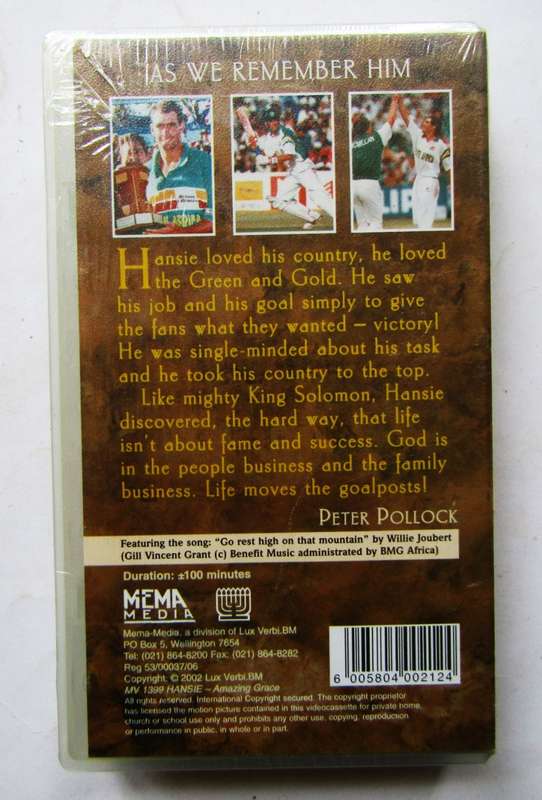 AS WE REMEMBER HIM
Hansie loved his country, he loved
the Green and Gold. He saw
his job and his goal simply to give
the fans what they wanted – victory!
He was single-minded about his task
and he took his country to the top.
Like mighty King Solomon, Hansie
discovered, the hard way, that life
isn't about fame and success. God is
in the people business and the family
business. Life moves the goalposts!
PETER POLLOCK
Featuring the song: "Go rest high on that mountain" by Willie Joubert
(Gill Vincent Grant (c) Benefit Music administrated by BMG Africa)
Duration: ±100 minutes
MEMA
MEDIA
Mema-Media, a division of Lux Verbi.BM
PO Box 5, Wellington 7654
Tel: (021) 864-8200 Fax: (021) 864-8282
Reg 53/00037/06
Copyright. © 2002 Lux Verbi.BM
MV 1399 HANSIE – Amazing Grace
All rights reserved. International Copyright secured. The copyright proprietor
has licensed the motion picture contained in this videocassette for private home,
church or school use only and prohibits any other use, copying, reproduction
or performance in public, in whole or in part.
6 005804 002124